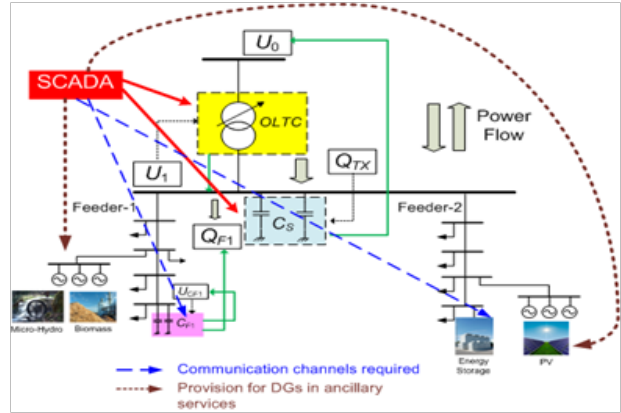 U0
SCADA
OLTC
Power
Flow
U1
QTX
Feeder-1
Feeder-2
CS
QF1
UCF1
CF1
Micro-Hydro
Biomass
Energy
Storage
PV
Communication channels required
Provision for DGs in ancillary
services